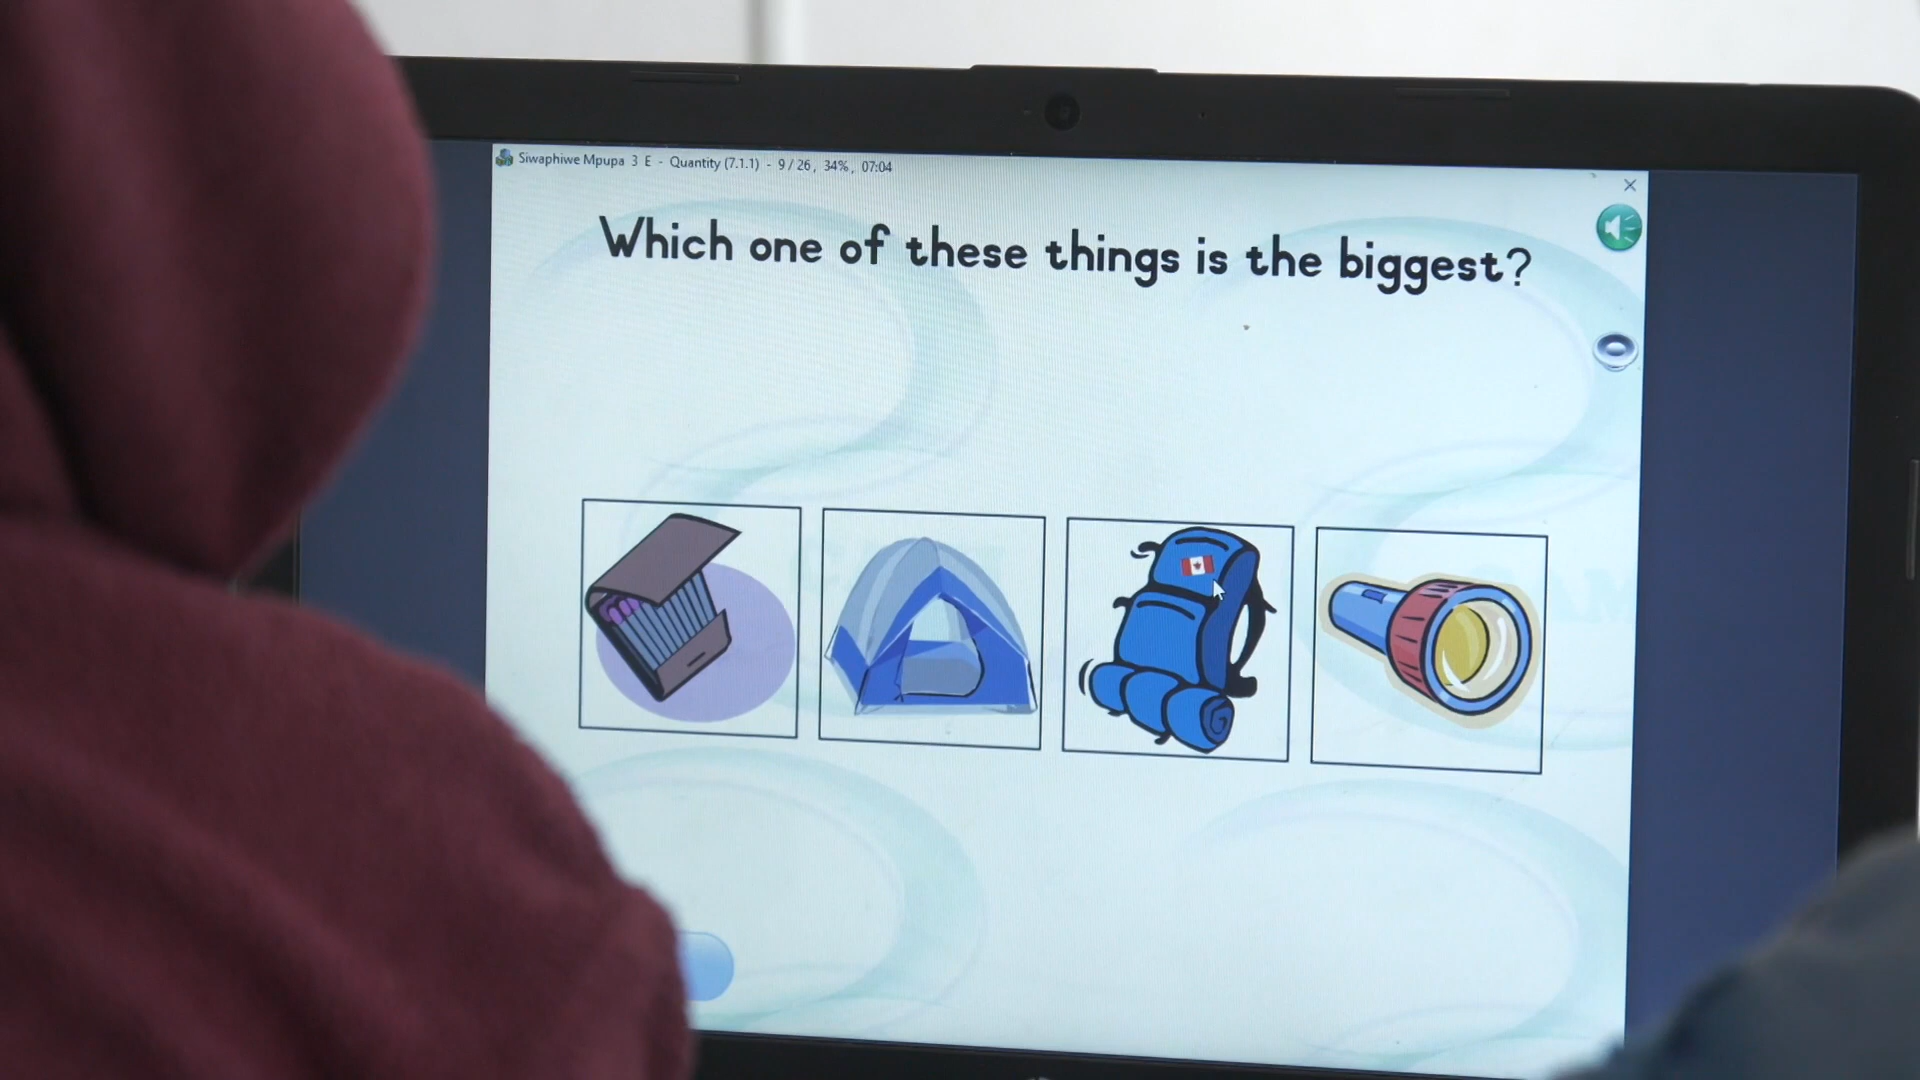 Siwaphiwe Mpupa 3 E - Quantity (7.1.1) - 9 / 26, 34%, 07:04
Which one of these things is the biggest?